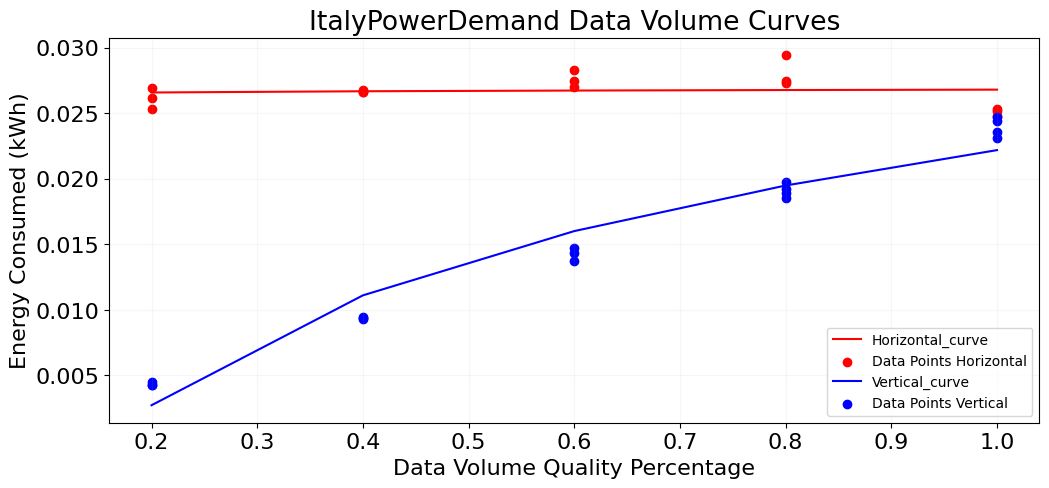 ItalyPowerDemand Data Volume Curves
Energy Consumed (kWh)
0.030
0.025
0.020
0.015
0.010
0.005
0.2 0.3 0.4 0.5 0.6 0.7 0.8 0.9 1.0
Data Volume Quality Percentage
Horizontal_curve
Data Points Horizontal
Vertical_curve
Data Points Vertical